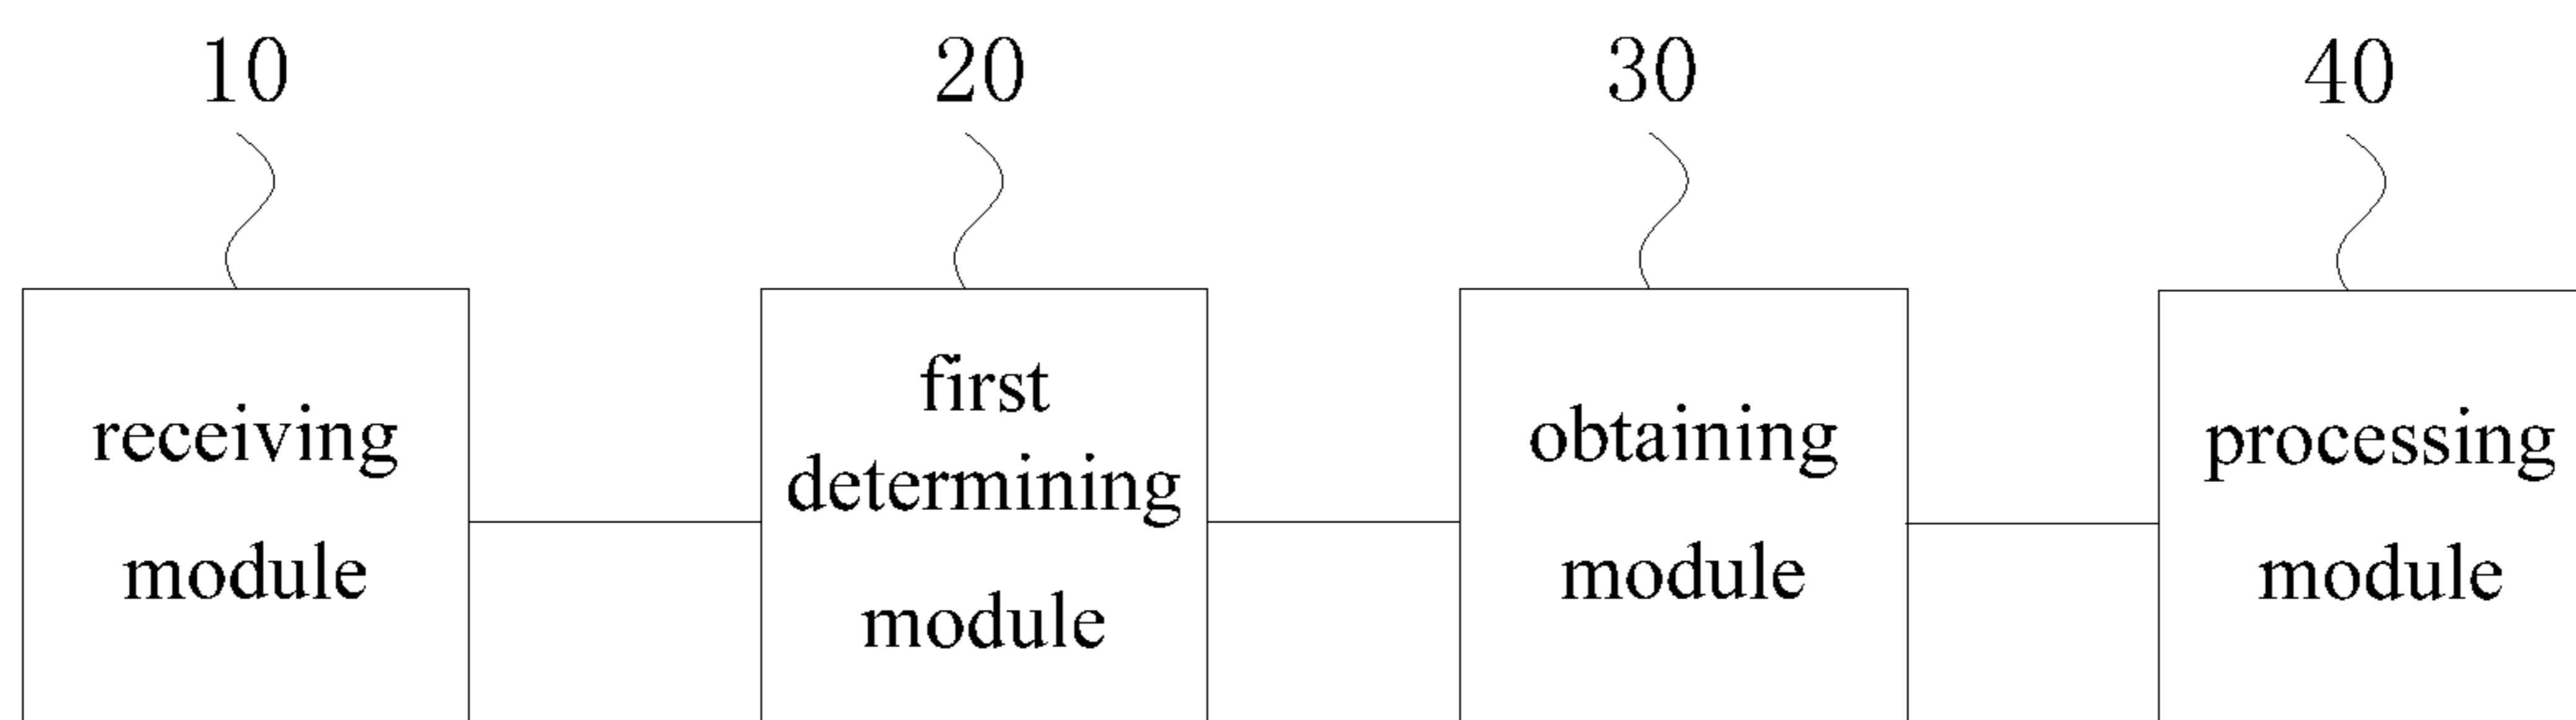 10
20
30
40
receiving
module
first
determining
module
obtaining
module
processing
module